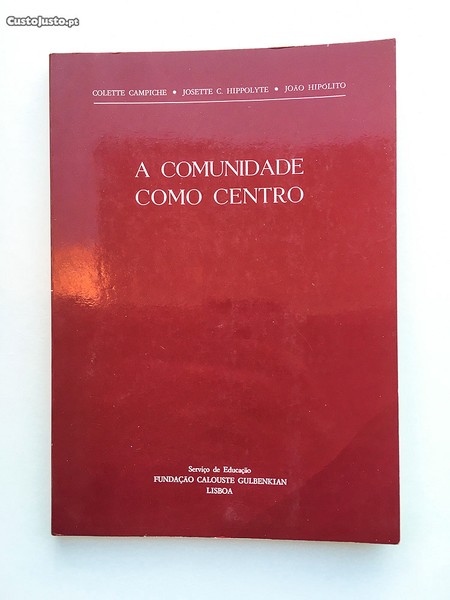 CustoJusto.pt
COLETTE CAMPICHE • JOSETTE C. HIPPOLYTE • JOÃO HIPÓLITO
A COMUNIDADE
COMO CENTRO
Serviço de Educação
FUNDAÇÃO CALOUSTE GULBENKIAN
LISBOA